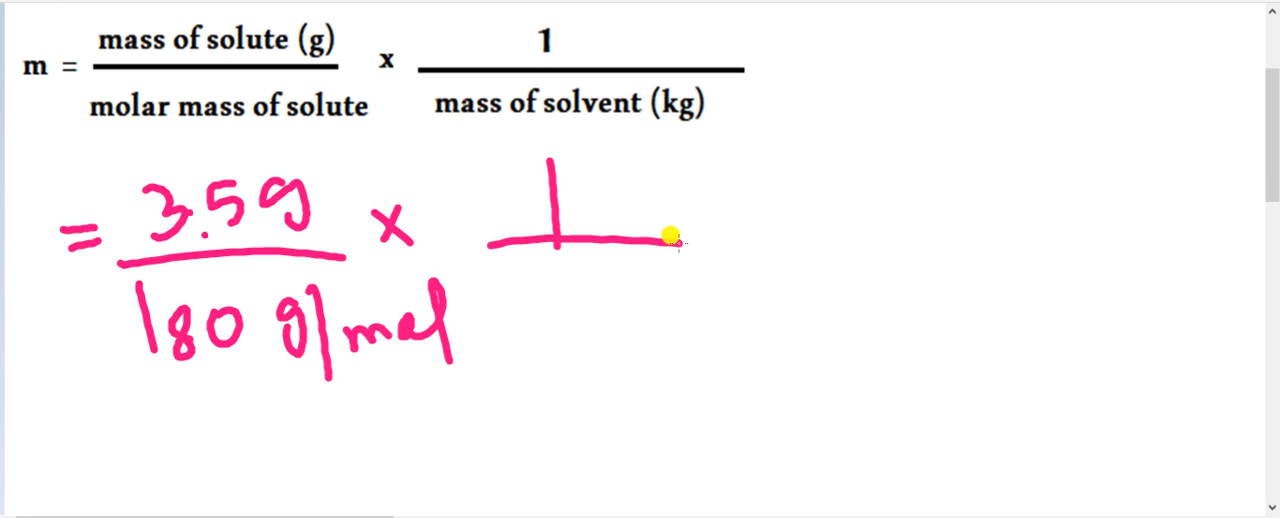 m = mass of solute (g) / molar mass of solute x 1 / mass of solvent (kg)
= 3.5g / 180 g/mol x 1